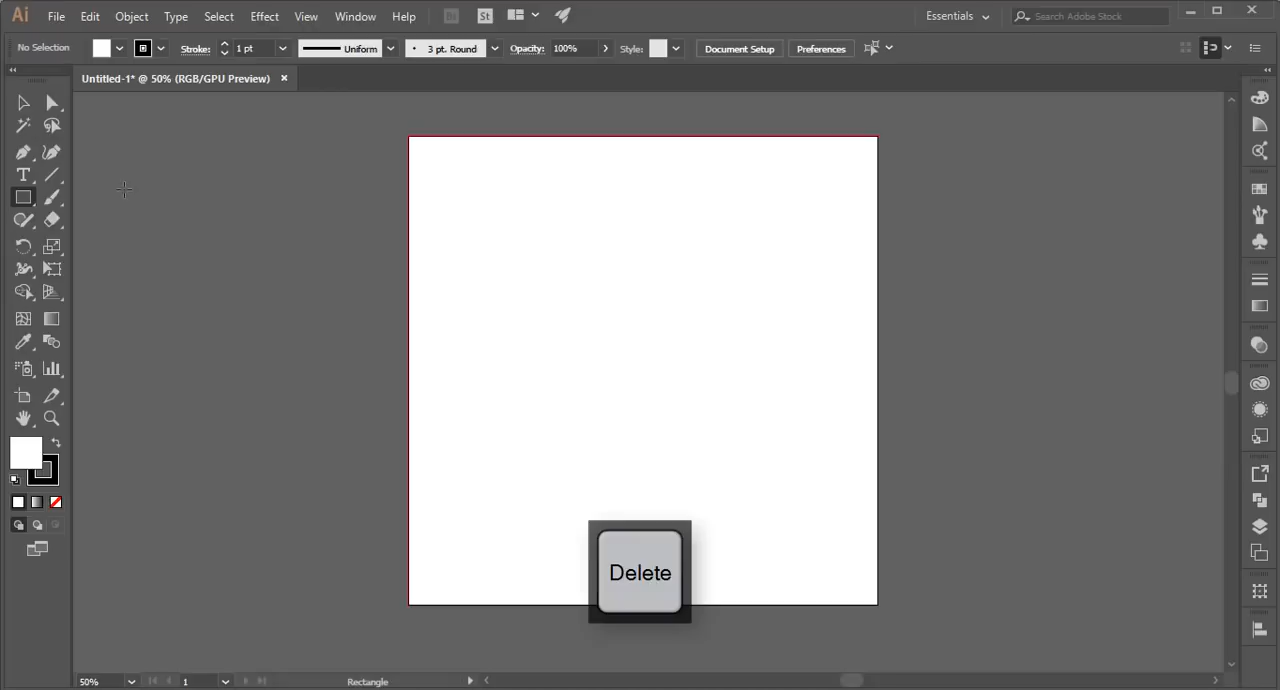 Ai File Edit Object Type Select Effect View Window Help Br St Essentials Search Adobe Stock
No Selection Stroke: 1 pt Uniform 3 pt. Round Opacity: 100% Style: Document Setup Preferences
Untitled-1* @ 50% (RGB/GPU Preview) ×
T
Delete
50% 1 Rectangle